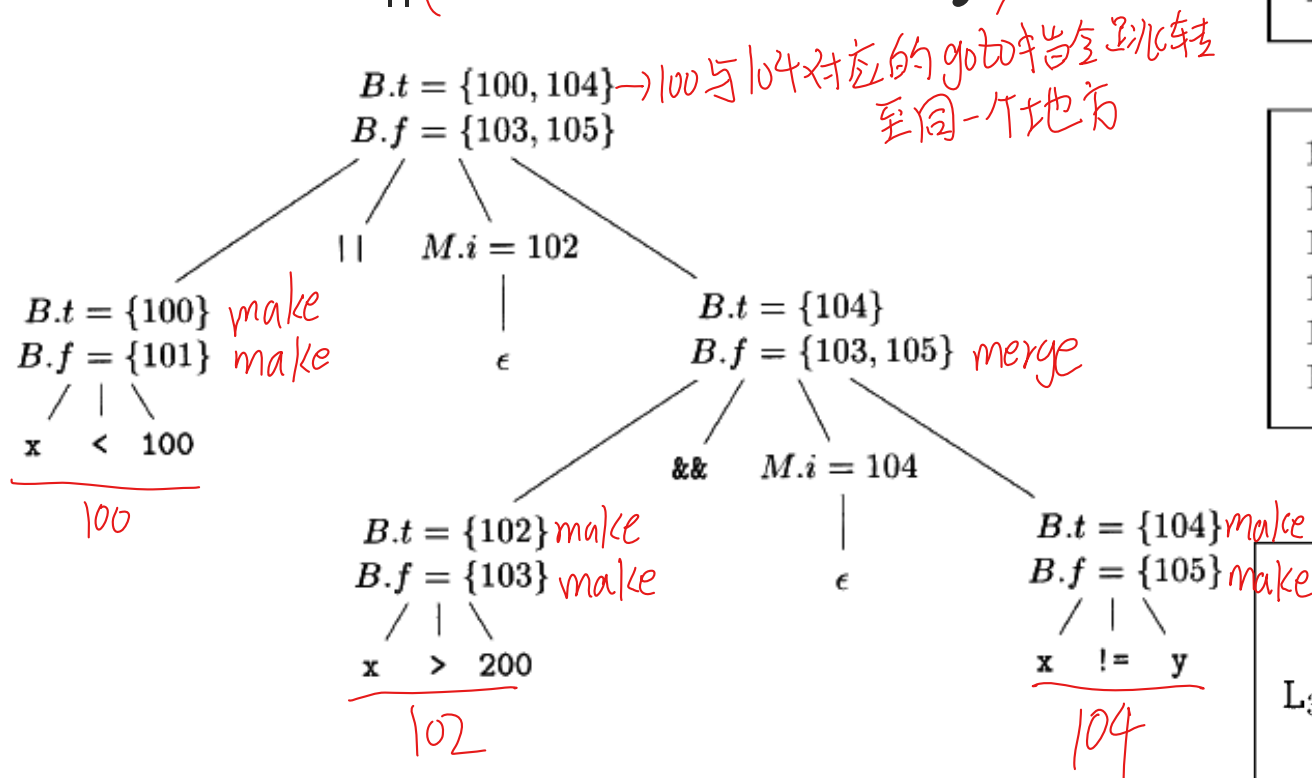 B.t = {100, 104} →100与104对应的goto指令跳转
至同一个地方
B.f = {103, 105}
|| M.i = 102
B.t = {100} make
B.f = {101} make
ϵ
B.t = {104}
B.f = {103, 105} merge
x < 100
100
&& M.i = 104
B.t = {102} make
B.f = {103} make
ϵ
B.t = {104} make
B.f = {105} make
x > 200
102
x != y
104